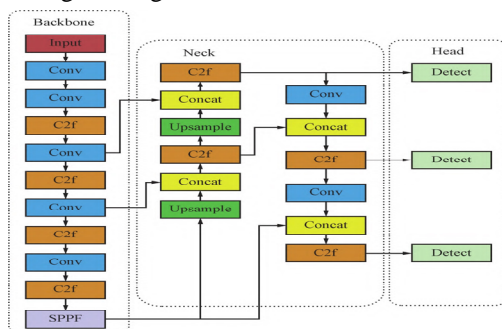 Backbone
Input
Conv
Conv
C2f
Conv
C2f
Conv
C2f
Conv
C2f
SPPF
Neck
C2f
Concat
Upsample
C2f
Concat
Upsample
Conv
Concat
C2f
Conv
Concat
C2f
Head
Detect
Detect
Detect